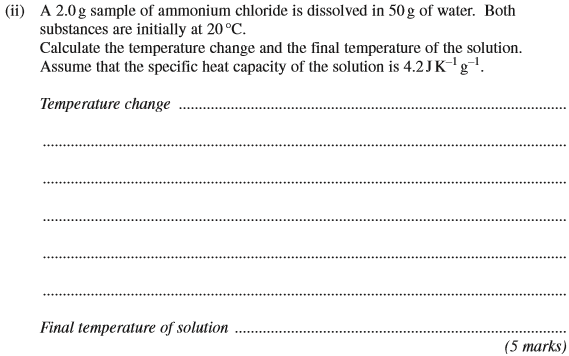 (ii) A 2.0 g sample of ammonium chloride is dissolved in 50 g of water. Both
substances are initially at 20 °C.
Calculate the temperature change and the final temperature of the solution.
Assume that the specific heat capacity of the solution is 4.2 J K⁻¹ g⁻¹.
Temperature change
Final temperature of solution
(5 marks)